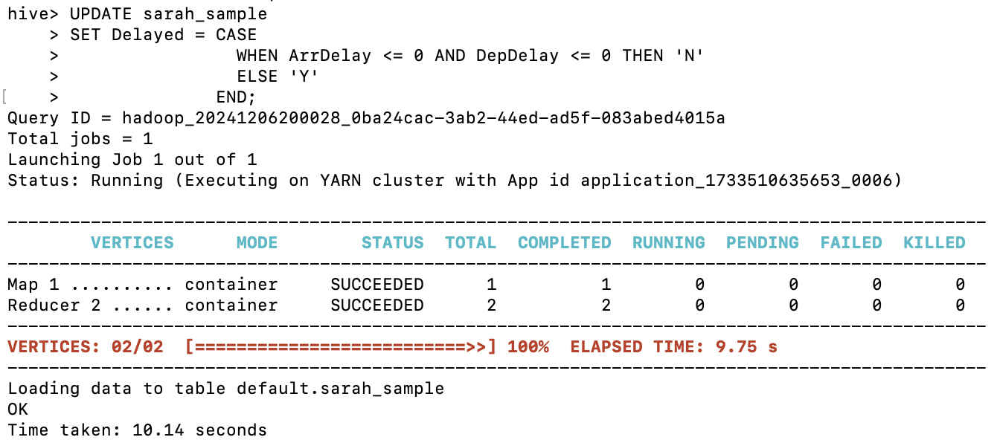 hive> UPDATE sarah_sample
    > SET Delayed = CASE
    >                 WHEN ArrDelay <= 0 AND DepDelay <= 0 THEN 'N'
    >                 ELSE 'Y'
[   >               END;
Query ID = hadoop_20241206200028_0ba24cac-3ab2-44ed-ad5f-083abed4015a
Total jobs = 1
Launching Job 1 out of 1
Status: Running (Executing on YARN cluster with App id application_1733510635653_0006)

----------------------------------------------------------------------------------------------
        VERTICES      MODE        STATUS  TOTAL  COMPLETED  RUNNING  PENDING  FAILED  KILLED
----------------------------------------------------------------------------------------------
Map 1 .......... container     SUCCEEDED      1          1        0        0       0       0
Reducer 2 ...... container     SUCCEEDED      2          2        0        0       0       0
----------------------------------------------------------------------------------------------
VERTICES: 02/02  [==========================>>] 100%  ELAPSED TIME: 9.75 s
----------------------------------------------------------------------------------------------
Loading data to table default.sarah_sample
OK
Time taken: 10.14 seconds